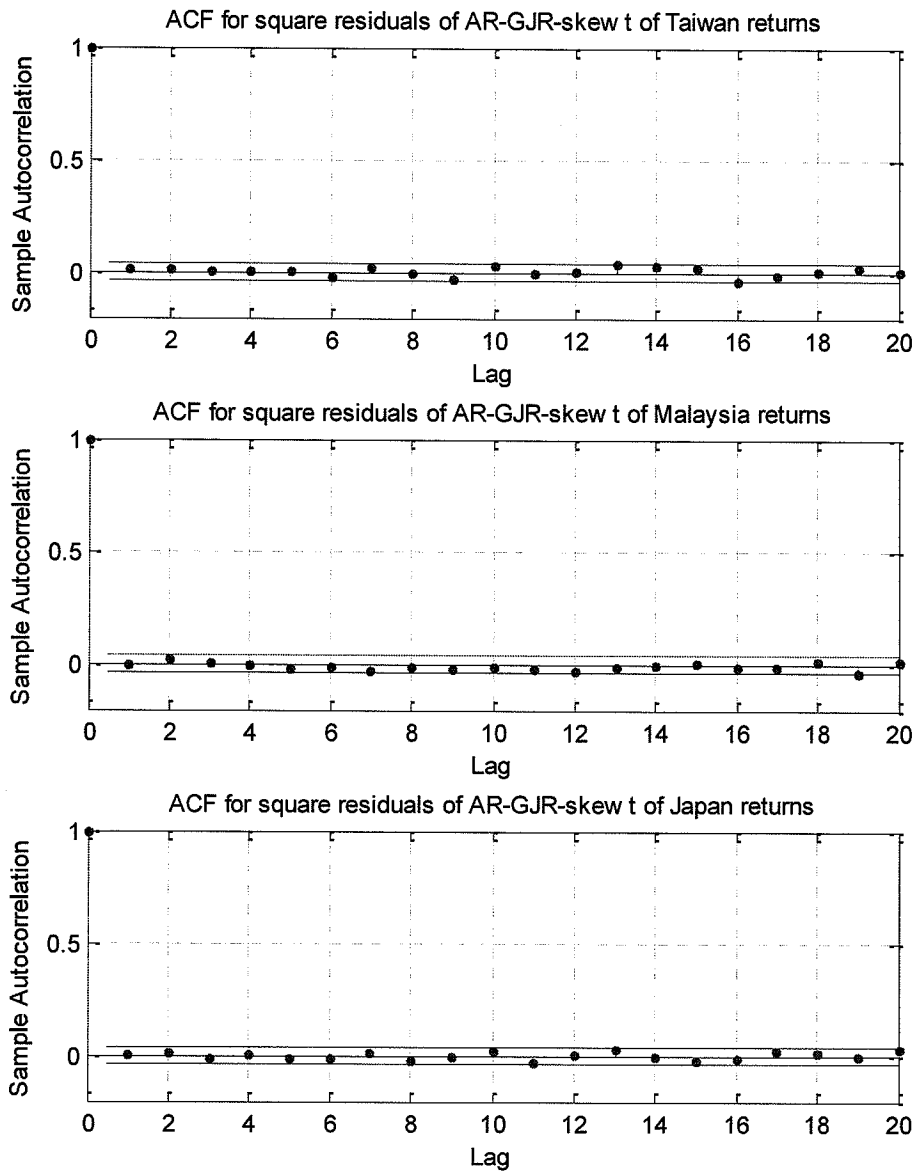 ACF for square residuals of AR-GJR-skew t of Taiwan returns
1
0.5
0
Sample Autocorrelation
0 2 4 6 8 10 12 14 16 18 20
Lag
ACF for square residuals of AR-GJR-skew t of Malaysia returns
1
0.5
0
Sample Autocorrelation
0 2 4 6 8 10 12 14 16 18 20
Lag
ACF for square residuals of AR-GJR-skew t of Japan returns
1
0.5
0
Sample Autocorrelation
0 2 4 6 8 10 12 14 16 18 20
Lag